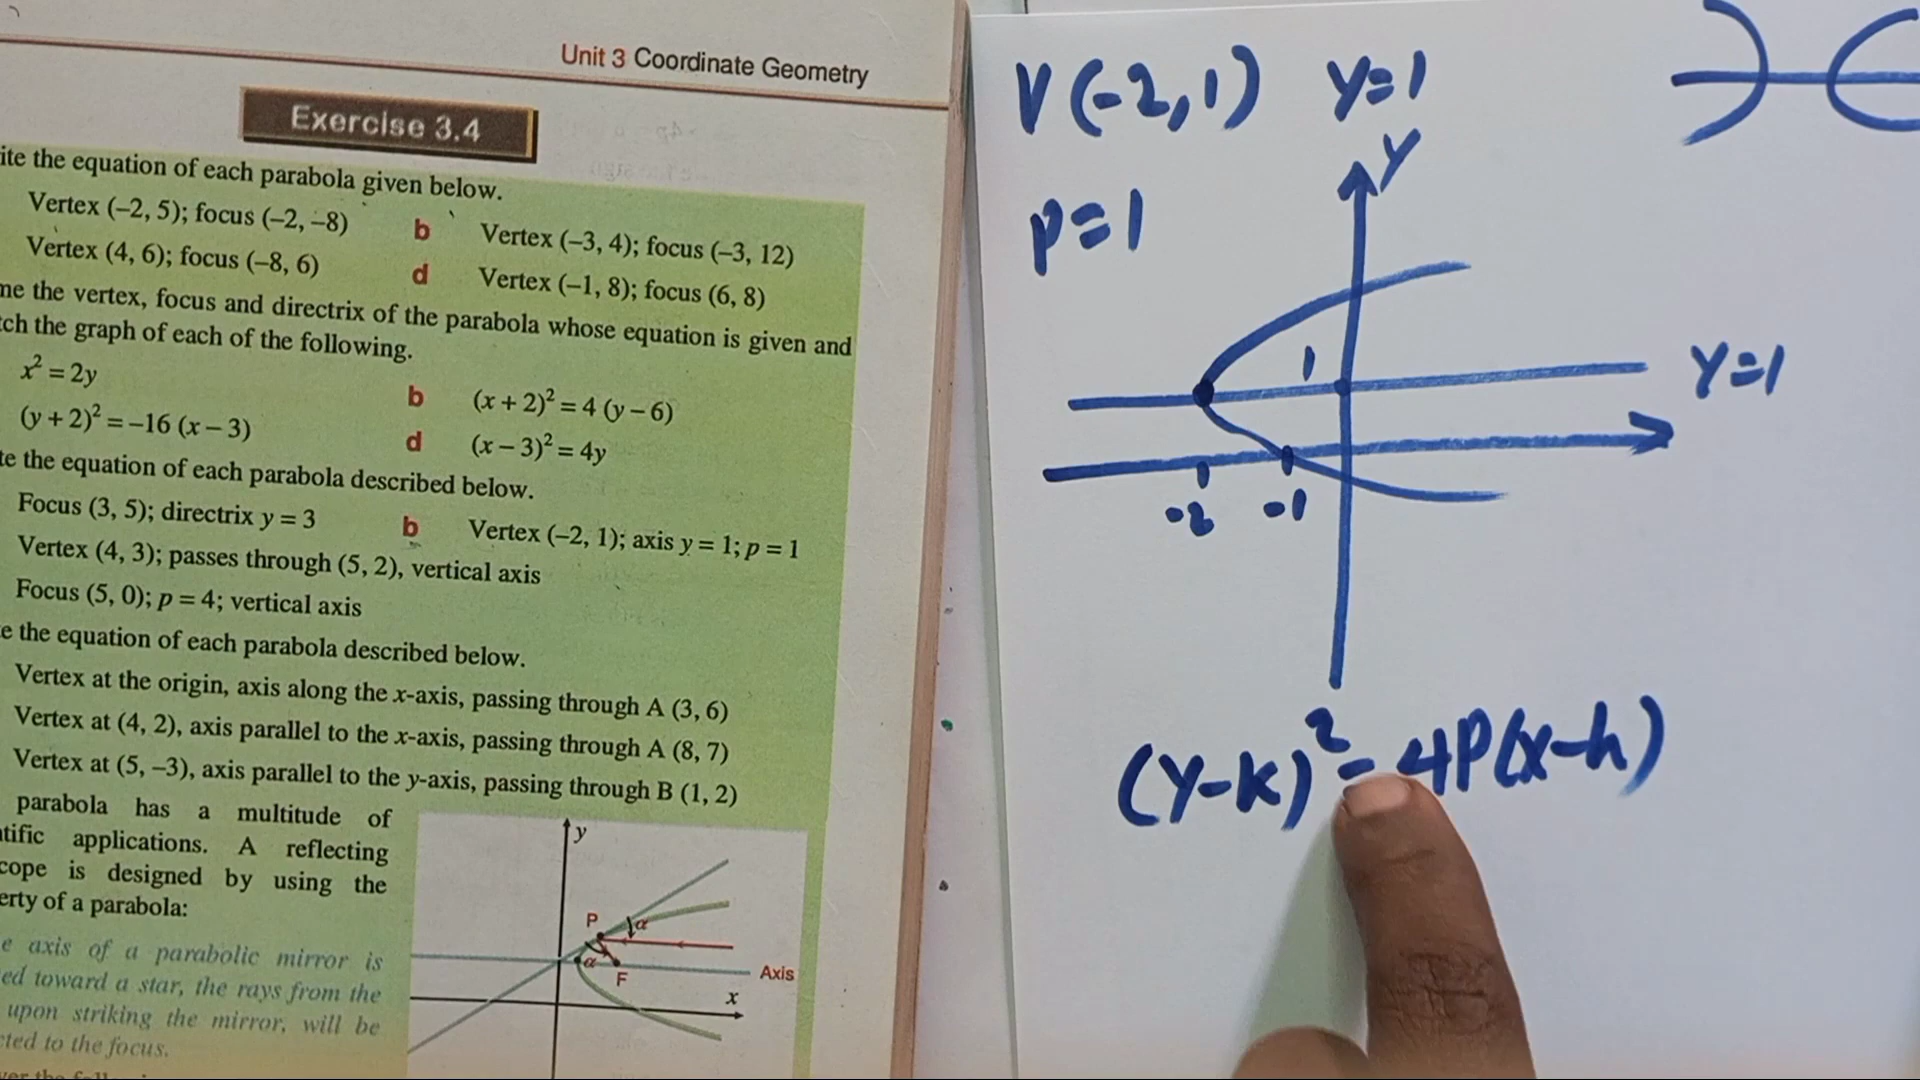 Unit 3 Coordinate Geometry
Exercise 3.4
ite the equation of each parabola given below.
Vertex (–2, 5); focus (–2, –8) b Vertex (–3, 4); focus (–3, 12)
Vertex (4, 6); focus (–8, 6) d Vertex (–1, 8); focus (6, 8)
me the vertex, focus and directrix of the parabola whose equation is given and
tch the graph of each of the following.
x² = 2y b (x + 2)² = 4 (y – 6)
(y + 2)² = –16 (x – 3) d (x – 3)² = 4y
te the equation of each parabola described below.
Focus (3, 5); directrix y = 3 b Vertex (–2, 1); axis y = 1; p = 1
Vertex (4, 3); passes through (5, 2), vertical axis
Focus (5, 0); p = 4; vertical axis
e the equation of each parabola described below.
Vertex at the origin, axis along the x-axis, passing through A (3, 6)
Vertex at (4, 2), axis parallel to the x-axis, passing through A (8, 7)
Vertex at (5, –3), axis parallel to the y-axis, passing through B (1, 2)
parabola has a multitude of
ntific applications. A reflecting
cope is designed by using the
erty of a parabola:
e axis of a parabolic mirror is
ed toward a star, the rays from the
upon striking the mirror, will be
cted to the focus.
y
P
α
α
F
Axis
x
V(-2,1) y=1
P=1
y
1
y=1
-2 -1
(y-k)²=4P(x-h)